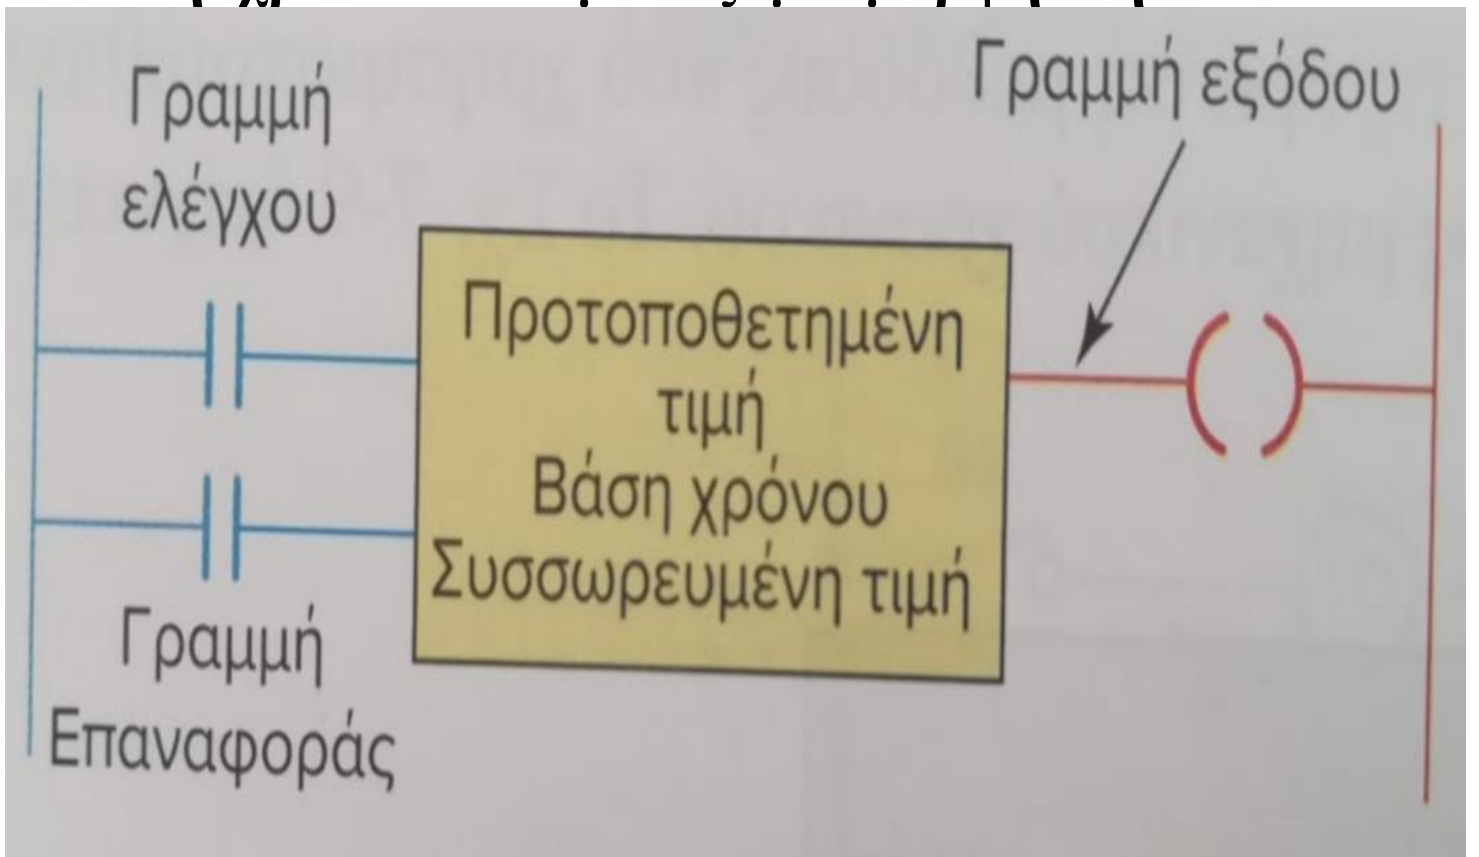 Γραμμή
ελέγχου
Γραμμή εξόδου
Προτοποθετημένη
τιμή
Βάση χρόνου
Συσσωρευμένη τιμή
Γραμμή
Επαναφοράς